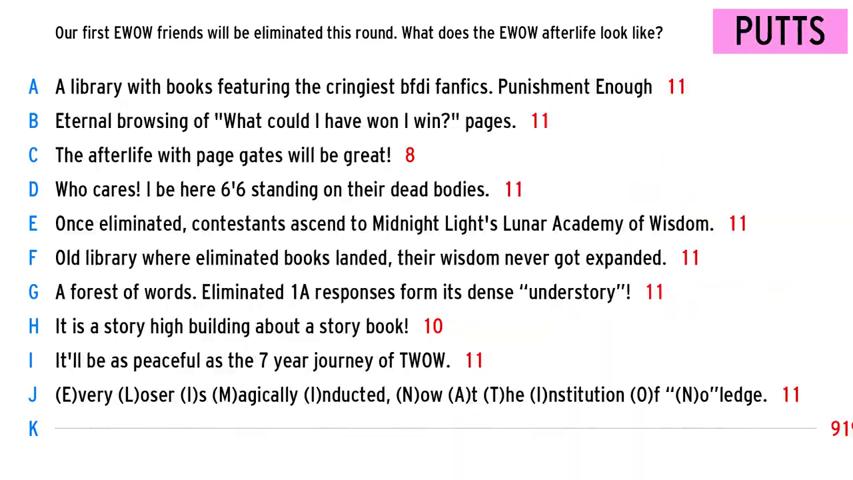 Our first EWOW friends will be eliminated this round. What does the EWOW afterlife look like?
PUTTS
A A library with books featuring the cringiest bfdi fanfics. Punishment Enough 11
B Eternal browsing of "What could I have won I win?" pages. 11
C The afterlife with page gates will be great! 8
D Who cares! I be here 6'6 standing on their dead bodies. 11
E Once eliminated, contestants ascend to Midnight Light's Lunar Academy of Wisdom. 11
F Old library where eliminated books landed, their wisdom never got expanded. 11
G A forest of words. Eliminated 1A responses form its dense “understory”! 11
H It is a story high building about a story book! 10
I It'll be as peaceful as the 7 year journey of TWOW. 11
J (E)very (L)oser (I)s (M)agically (I)nducted, (N)ow (A)t (T)he (I)nstitution (O)f “(N)o”ledge. 11
K